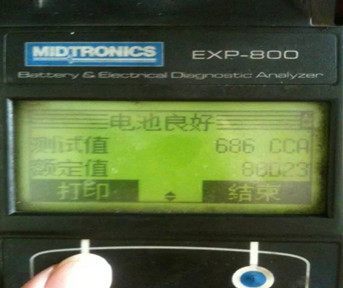 MIDTRONICS EXP-800
Battery & Electrical Diagnostic Analyzer
电池良好
测试值 686 CCA
额定值 80D23
打印 结束